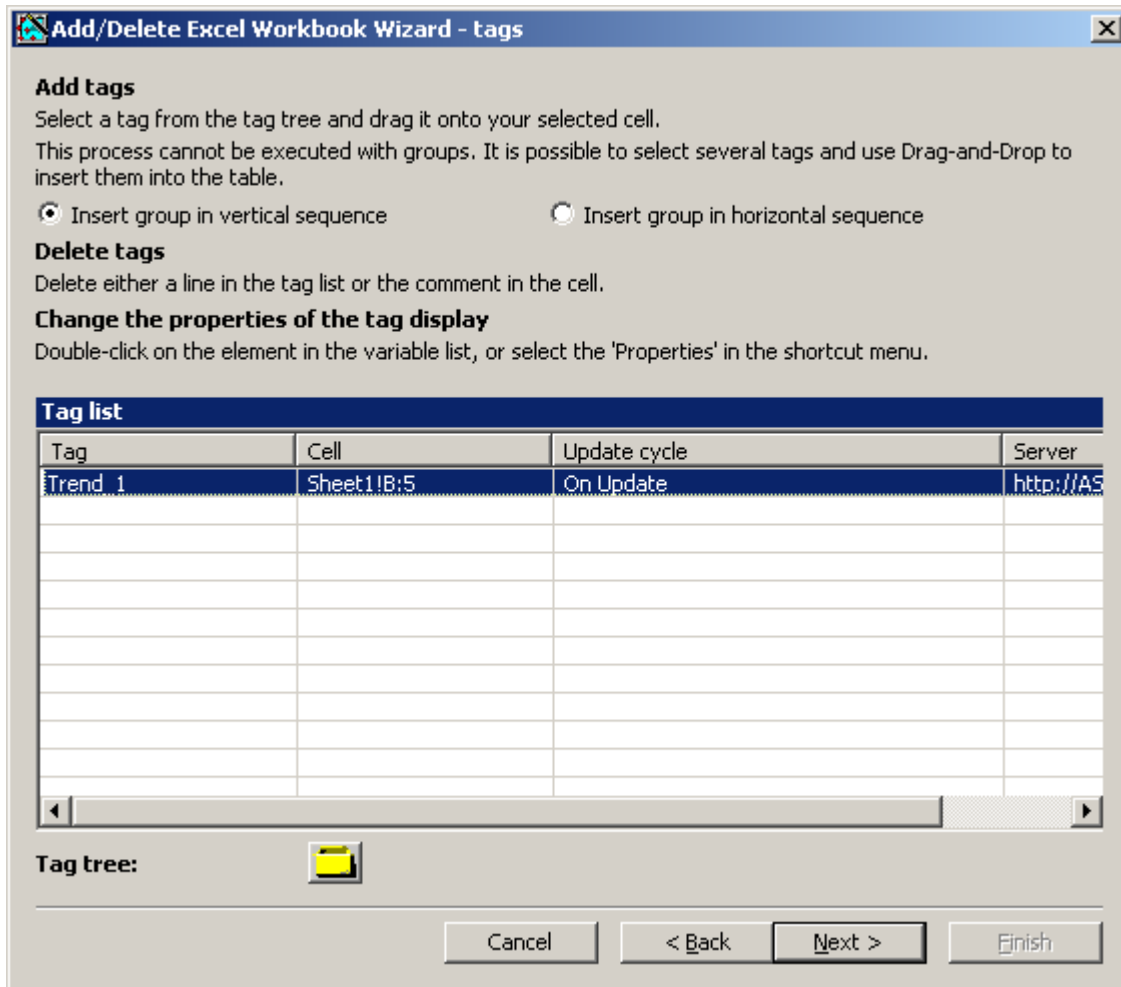 Add/Delete Excel Workbook Wizard - tags
Add tags
Select a tag from the tag tree and drag it onto your selected cell.
This process cannot be executed with groups. It is possible to select several tags and use Drag-and-Drop to
insert them into the table.
Insert group in vertical sequence Insert group in horizontal sequence
Delete tags
Delete either a line in the tag list or the comment in the cell.
Change the properties of the tag display
Double-click on the element in the variable list, or select the 'Properties' in the shortcut menu.
Tag list
Tag Cell Update cycle Server
Trend_1 Sheet1!B:5 On Update http://AS
Tag tree:
Cancel < Back Next > Finish